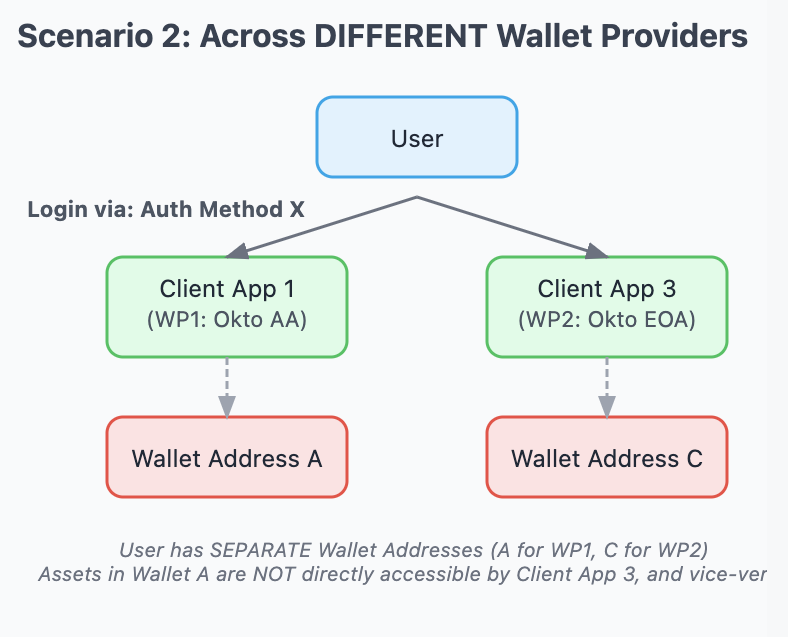 Scenario 2: Across DIFFERENT Wallet Providers
User
Login via: Auth Method X
Client App 1
(WP1: Okto AA)
Client App 3
(WP2: Okto EOA)
Wallet Address A
Wallet Address C
User has SEPARATE Wallet Addresses (A for WP1, C for WP2)
Assets in Wallet A are NOT directly accessible by Client App 3, and vice-ver